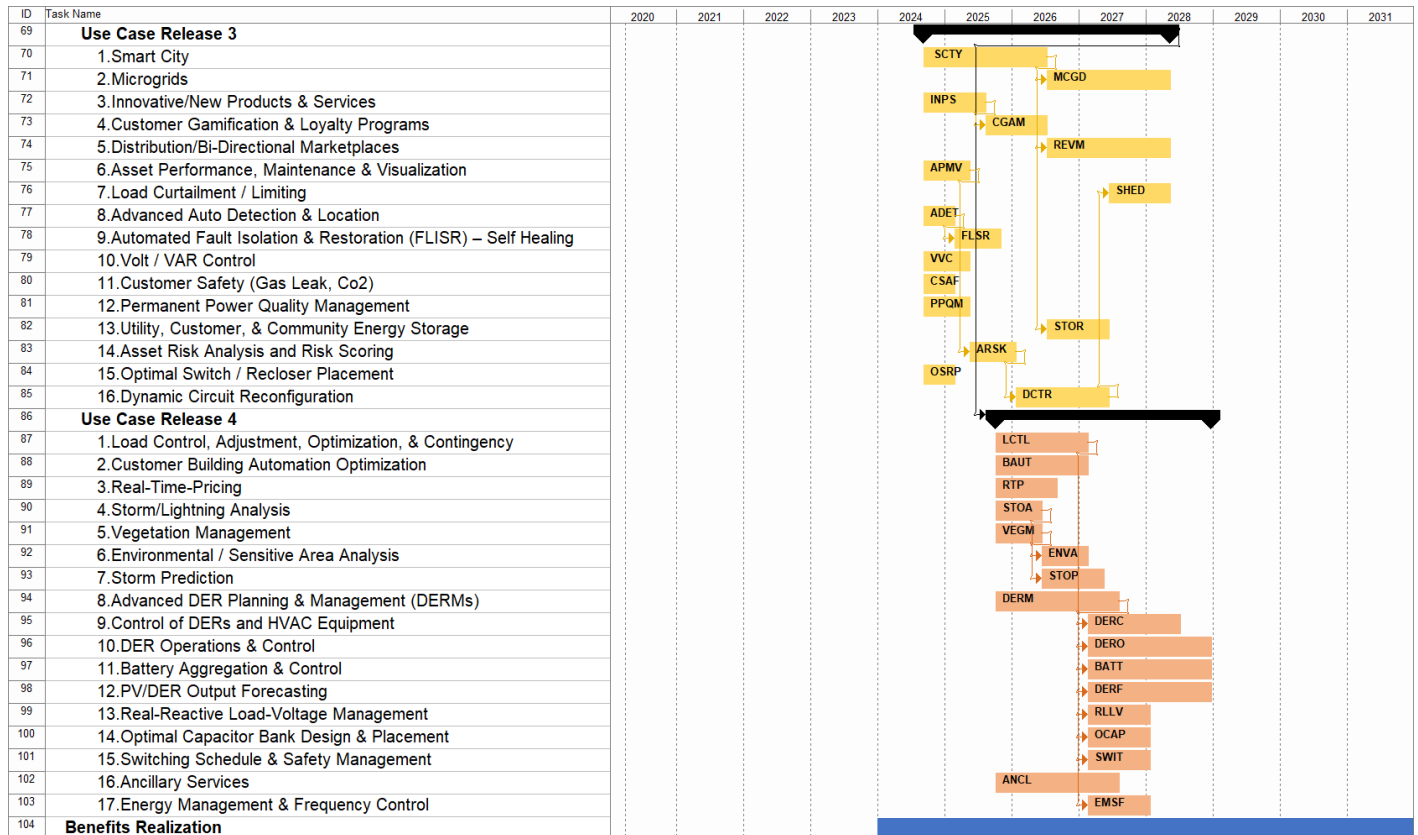 ID Task Name 2020 2021 2022 2023 2024 2025 2026 2027 2028 2029 2030 2031
69 Use Case Release 3
70 1.Smart City SCTY
71 2.Microgrids MCGD
72 3.Innovative/New Products & Services INPS
73 4.Customer Gamification & Loyalty Programs CGAM
74 5.Distribution/Bi-Directional Marketplaces REVM
75 6.Asset Performance, Maintenance & Visualization APMV
76 7.Load Curtailment / Limiting SHED
77 8.Advanced Auto Detection & Location ADET
78 9.Automated Fault Isolation & Restoration (FLISR) – Self Healing FLSR
79 10.Volt / VAR Control VVC
80 11.Customer Safety (Gas Leak, Co2) CSAF
81 12.Permanent Power Quality Management PPQM
82 13.Utility, Customer, & Community Energy Storage STOR
83 14.Asset Risk Analysis and Risk Scoring ARSK
84 15.Optimal Switch / Recloser Placement OSRP
85 16.Dynamic Circuit Reconfiguration DCTR
86 Use Case Release 4
87 1.Load Control, Adjustment, Optimization, & Contingency LCTL
88 2.Customer Building Automation Optimization BAUT
89 3.Real-Time-Pricing RTP
90 4.Storm/Lightning Analysis STOA
91 5.Vegetation Management VEGM
92 6.Environmental / Sensitive Area Analysis ENVA
93 7.Storm Prediction STOP
94 8.Advanced DER Planning & Management (DERMs) DERM
95 9.Control of DERs and HVAC Equipment DERC
96 10.DER Operations & Control DERO
97 11.Battery Aggregation & Control BATT
98 12.PV/DER Output Forecasting DERF
99 13.Real-Reactive Load-Voltage Management RLLV
100 14.Optimal Capacitor Bank Design & Placement OCAP
101 15.Switching Schedule & Safety Management SWIT
102 16.Ancillary Services ANCL
103 17.Energy Management & Frequency Control EMSF
104 Benefits Realization